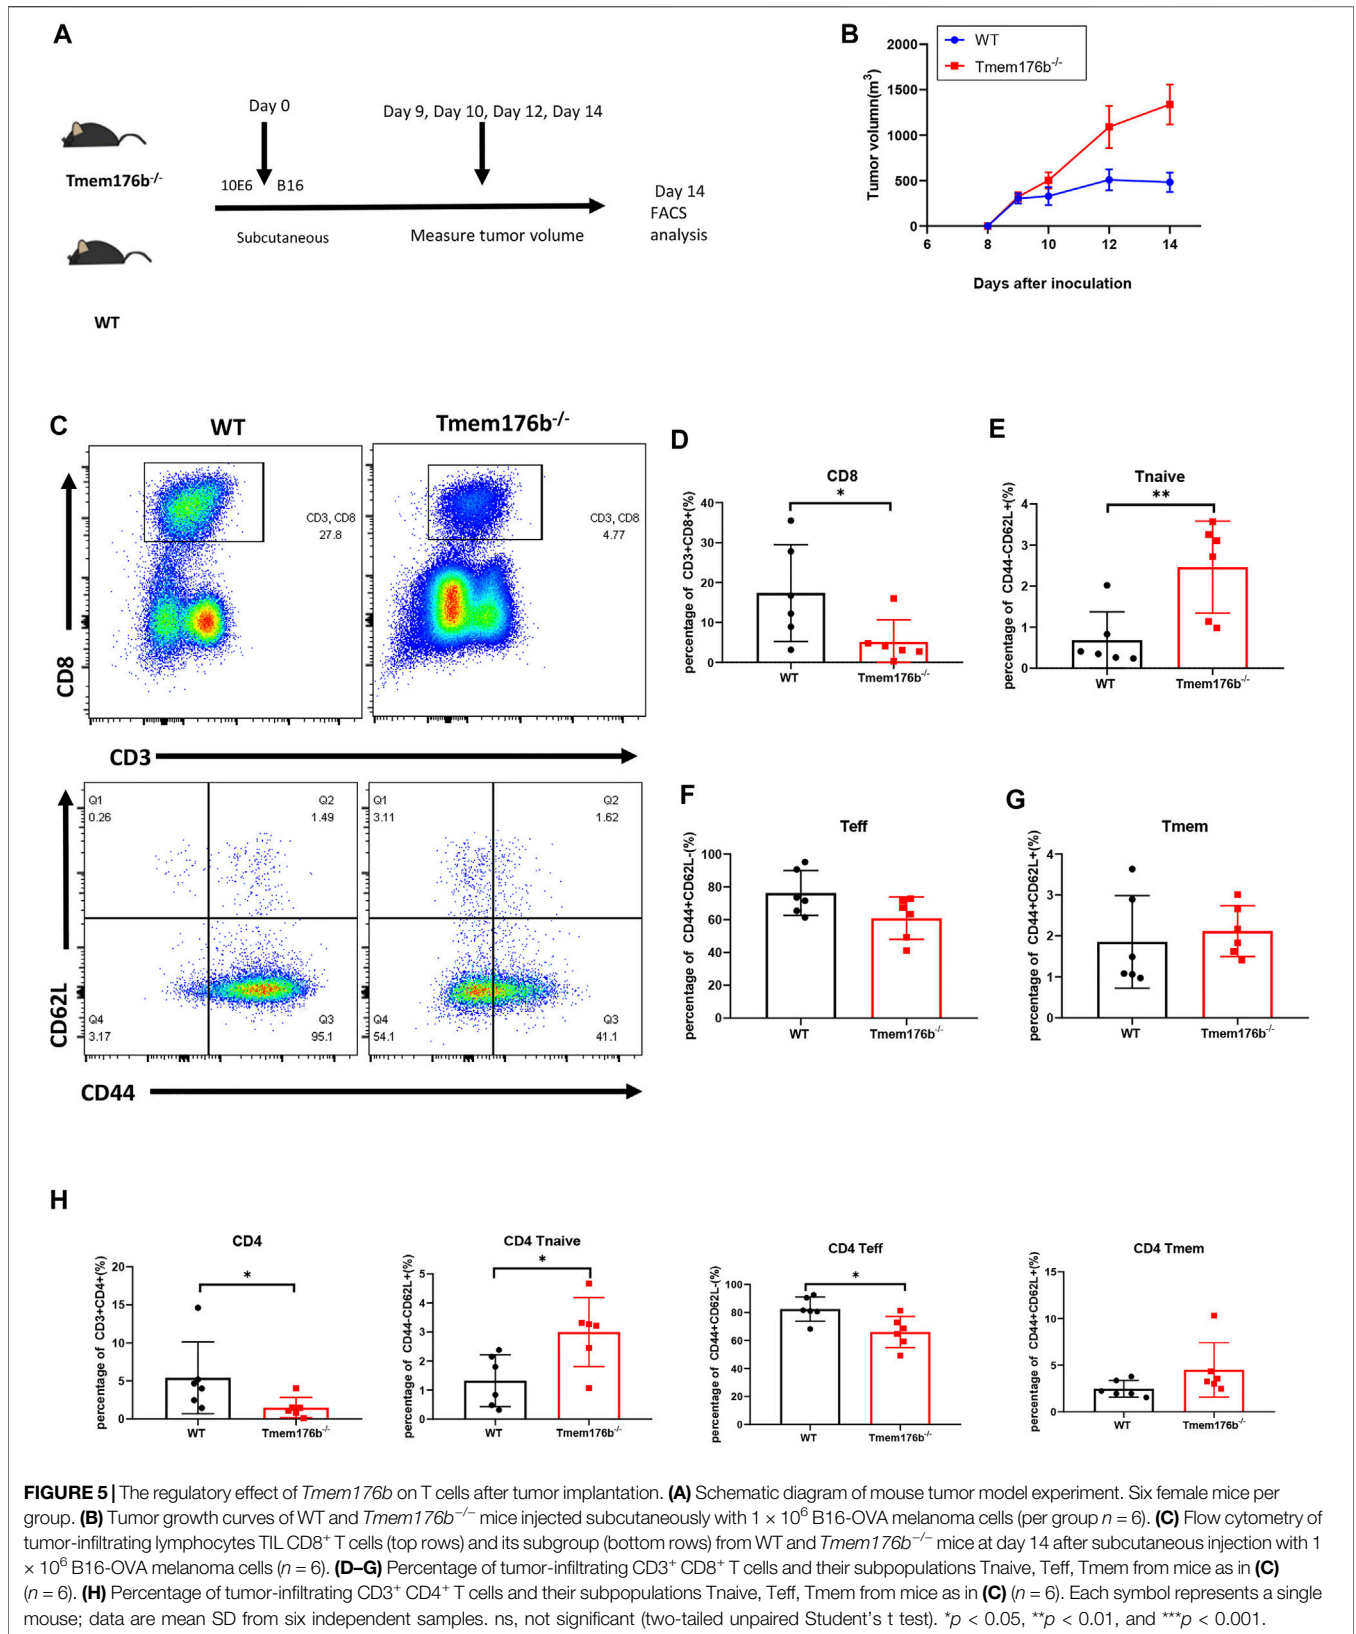 A
Day 0
Day 9, Day 10, Day 12, Day 14
Tmem176b-/-
10E6 B16
Day 14
FACS
analysis
Subcutaneous
Measure tumor volume
WT
B
WT
Tmem176b-/-
Tumor volumn(m3)
2000
1500
1000
500
0
6 8 10 12 14
Days after inoculation
C
WT
Tmem176b-/-
CD3, CD8
27.8
CD3, CD8
4.77
CD8
CD3
Q1
0.26
Q2
1.49
Q4
3.17
Q3
95.1
Q1
3.11
Q2
1.62
Q4
54.1
Q3
41.1
CD62L
CD44
D
CD8
*
percentage of CD3+CD8+(%)
40
30
20
10
0
WT Tmem176b-/-
E
Tnaive
**
percentage of CD44-CD62L+(%)
4
3
2
1
0
WT Tmem176b-/-
F
Teff
percentage of CD44+CD62L-(%)
100
80
60
40
20
0
WT Tmem176b-/-
G
Tmem
percentage of CD44+CD62L+(%)
4
3
2
1
0
WT Tmem176b-/-
H
CD4
*
percentage of CD3+CD4+(%)
20
15
10
5
0
WT Tmem176b-/-
CD4 Tnaive
*
percentage of CD44-CD62L+(%)
5
4
3
2
1
0
WT Tmem176b-/-
CD4 Teff
*
percentage of CD44+CD62L-(%)
100
80
60
40
20
0
WT Tmem176b-/-
CD4 Tmem
percentage of CD44+CD62L+(%)
15
10
5
0
WT Tmem176b-/-
FIGURE 5 | The regulatory effect of Tmem176b on T cells after tumor implantation. (A) Schematic diagram of mouse tumor model experiment. Six female mice per
group. (B) Tumor growth curves of WT and Tmem176b−/− mice injected subcutaneously with 1 × 10⁶ B16-OVA melanoma cells (per group n = 6). (C) Flow cytometry of
tumor-infiltrating lymphocytes TIL CD8⁺ T cells (top rows) and its subgroup (bottom rows) from WT and Tmem176b−/− mice at day 14 after subcutaneous injection with 1
× 10⁶ B16-OVA melanoma cells (n = 6). (D–G) Percentage of tumor-infiltrating CD3⁺ CD8⁺ T cells and their subpopulations Tnaive, Teff, Tmem from mice as in (C)
(n = 6). (H) Percentage of tumor-infiltrating CD3⁺ CD4⁺ T cells and their subpopulations Tnaive, Teff, Tmem from mice as in (C) (n = 6). Each symbol represents a single
mouse; data are mean SD from six independent samples. ns, not significant (two-tailed unpaired Student's t test). *p < 0.05, **p < 0.01, and ***p < 0.001.